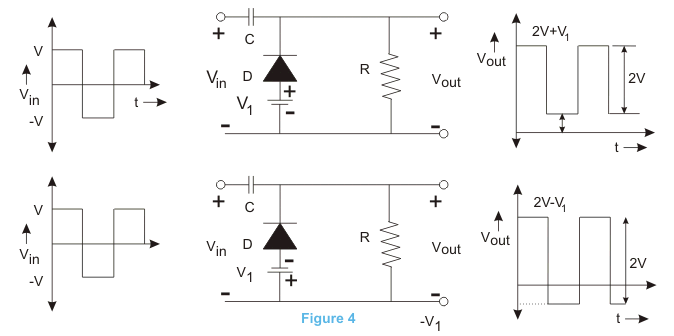 V
Vin
-V
t
+
C
+
Vin
D
+
V1
-
R
Vout
-
-
2V+V1
Vout
2V
t
V
Vin
-V
+
C
+
Vin
D
-
V1
+
R
Vout
-
-
Figure 4
-V1
2V-V1
Vout
2V
t